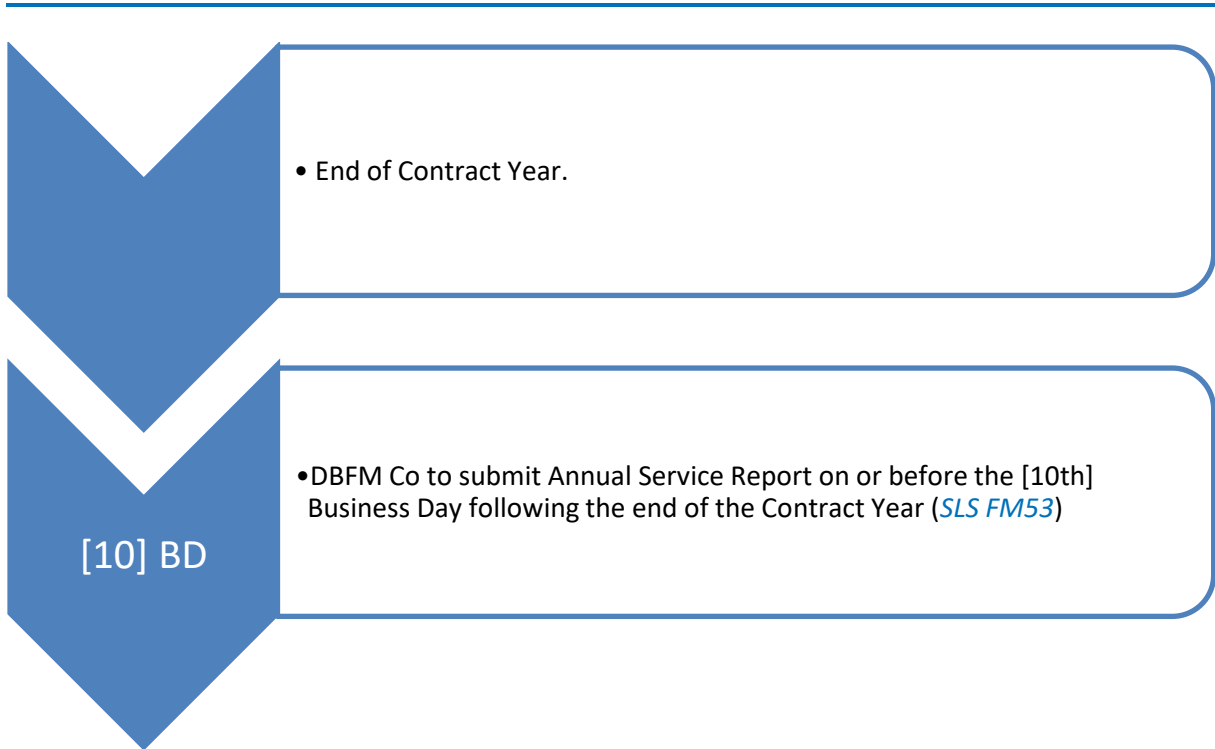 • End of Contract Year.
•DBFM Co to submit Annual Service Report on or before the [10th]
Business Day following the end of the Contract Year (SLS FM53)
[10] BD